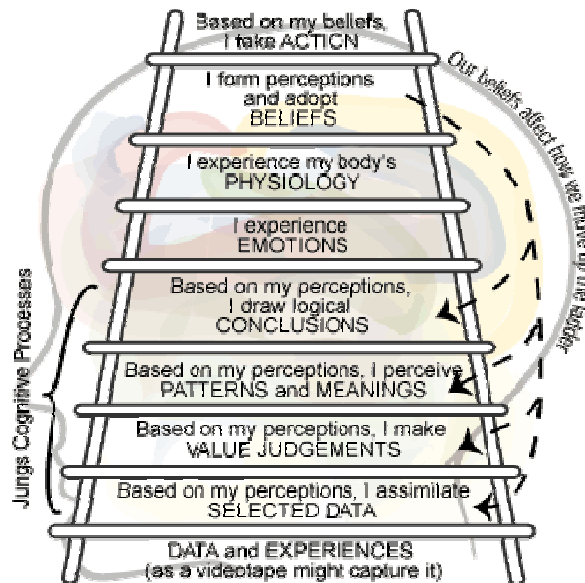 Based on my beliefs,
I take ACTION
I form perceptions
and adopt
BELIEFS
I experience my body's
PHYSIOLOGY
I experience
EMOTIONS
Based on my perceptions,
I draw logical
CONCLUSIONS
Based on my perceptions, I perceive
PATTERNS and MEANINGS
Based on my perceptions, I make
VALUE JUDGEMENTS
Based on my perceptions, I assimilate
SELECTED DATA
DATA and EXPERIENCES
(as a videotape might capture it)
Jungs Cognitive Processes
Our beliefs affect how we move up the ladder